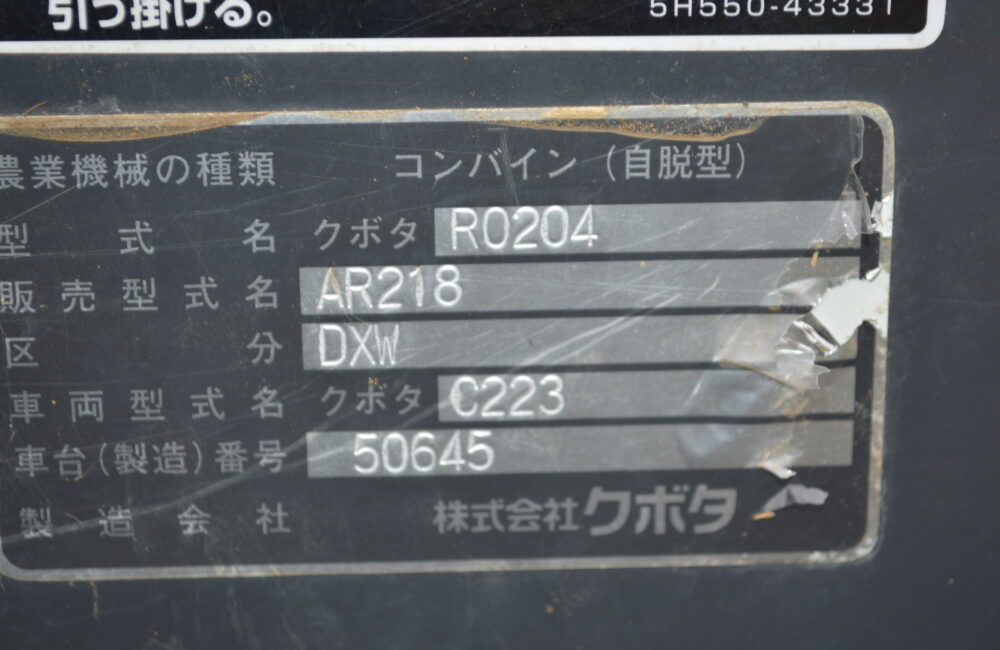 引っ掛ける。
5H550-43331
農業機械の種類 コンバイン(自脱型)
型式名 クボタ RO204
販売型式名 AR218
区分 DXW
車両型式名 クボタ C223
車台(製造)番号 50645
製造会社 株式会社クボタ